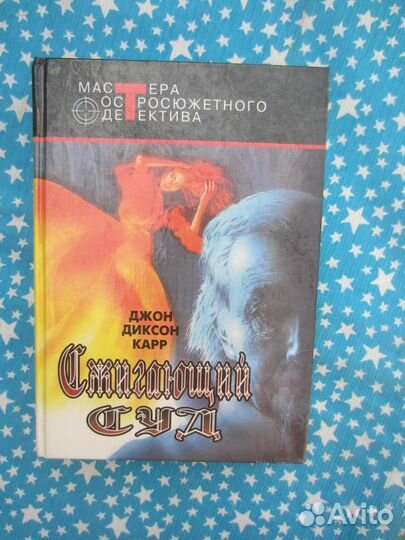 МАСТЕРА
ОСТРОСЮЖЕТНОГО
ДЕТЕКТИВА
ДЖОН
ДИКСОН
КАРР
Сжигающий
СУД
Avito